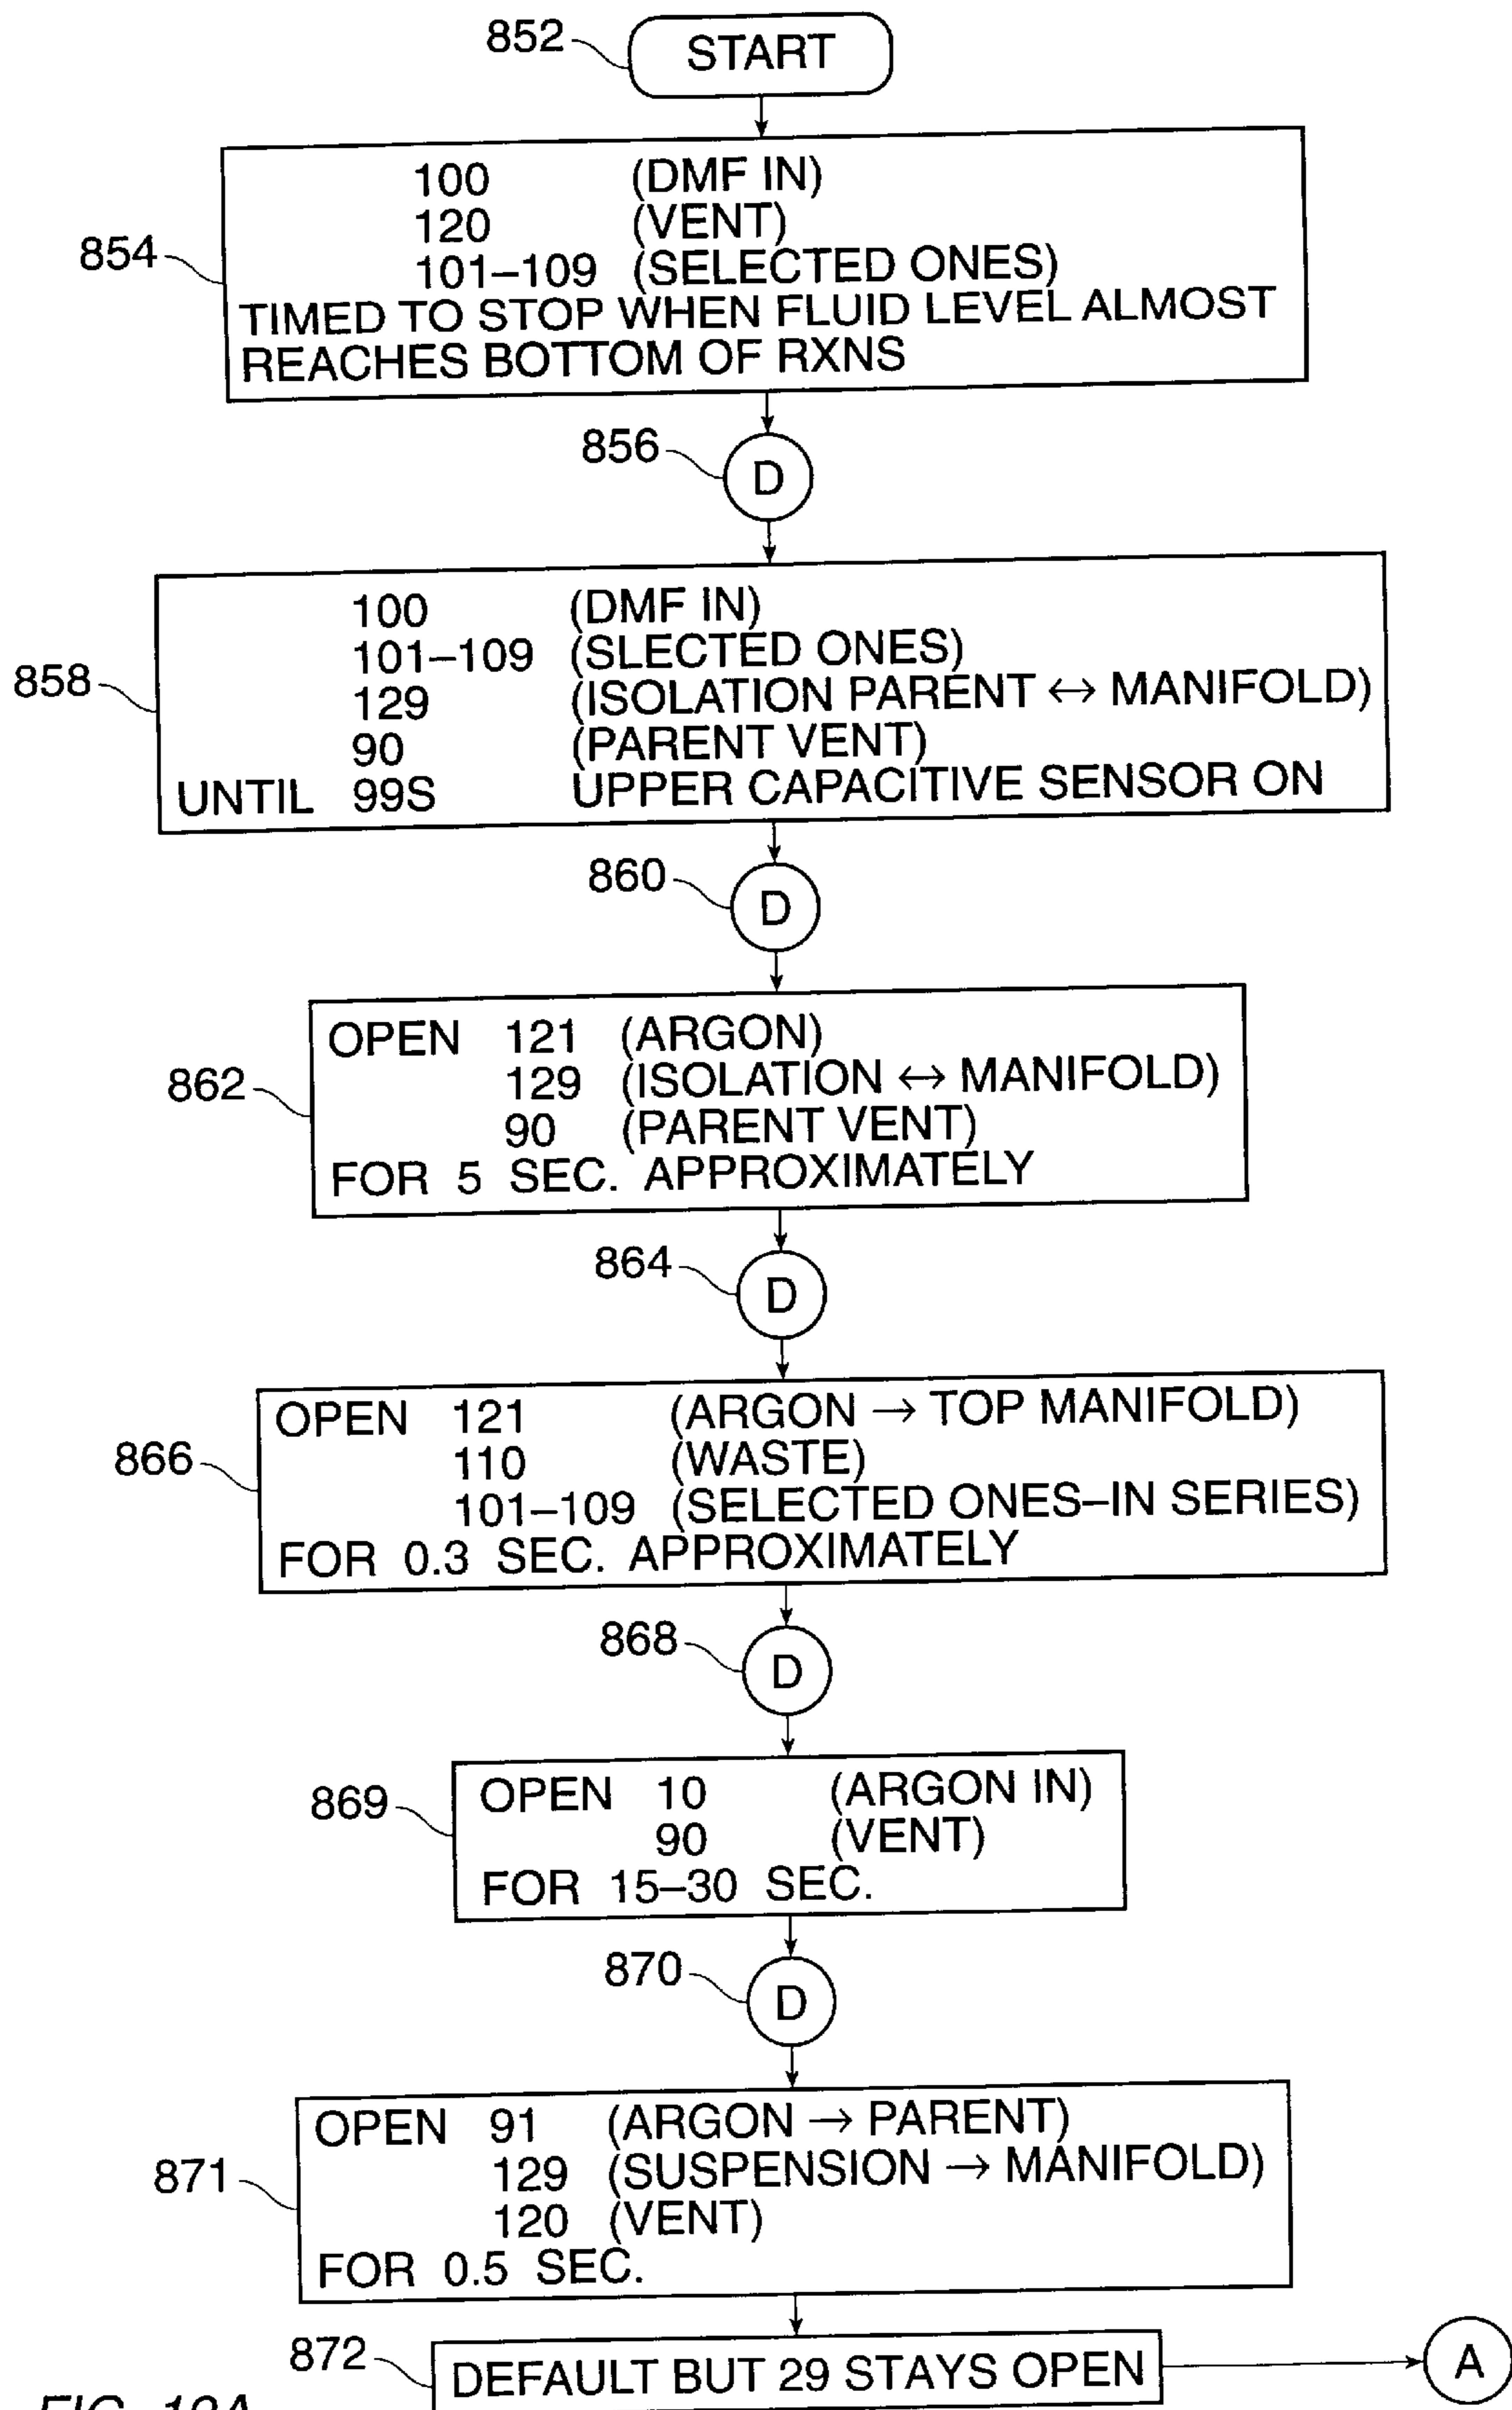 852 START
854
100 (DMF IN)
120 (VENT)
101–109 (SELECTED ONES)
TIMED TO STOP WHEN FLUID LEVEL ALMOST
REACHES BOTTOM OF RXNS
856 D
858
100 (DMF IN)
101–109 (SLECTED ONES)
129 (ISOLATION PARENT ↔ MANIFOLD)
90 (PARENT VENT)
UNTIL 99S UPPER CAPACITIVE SENSOR ON
860 D
862
OPEN 121 (ARGON)
129 (ISOLATION ↔ MANIFOLD)
90 (PARENT VENT)
FOR 5 SEC. APPROXIMATELY
864 D
866
OPEN 121 (ARGON → TOP MANIFOLD)
110 (WASTE)
101–109 (SELECTED ONES–IN SERIES)
FOR 0.3 SEC. APPROXIMATELY
868 D
869
OPEN 10 (ARGON IN)
90 (VENT)
FOR 15–30 SEC.
870 D
871
OPEN 91 (ARGON → PARENT)
129 (SUSPENSION → MANIFOLD)
120 (VENT)
FOR 0.5 SEC.
872 DEFAULT BUT 29 STAYS OPEN A